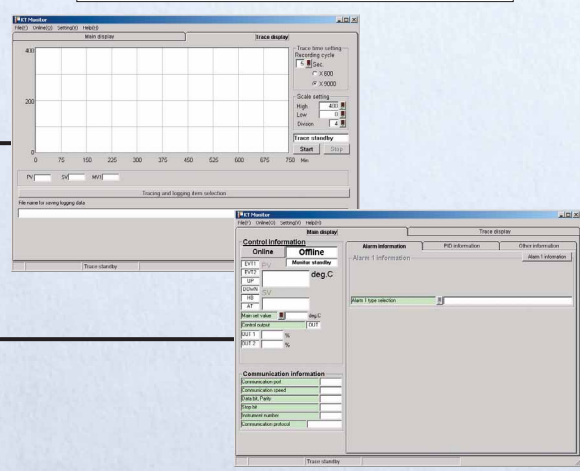 ET Monitor
File(F) Online(O) Setting(S) Help(H)
Main display
Trace display
400
200
0
0 75 150 225 300 375 450 525 600 675 750 Min
Trace time setting
Recording cycle
5 Sec.
X 600
X 9000
Scale setting
High 400
Low 0
Division 4
Trace standby
Start Stop
PV SV MV1
Tracing and logging item selection
File name for saving logging data
Trace standby
ET Monitor
File(F) Online(O) Setting(S) Help(H)
Main display
Trace display
Control information
Online Offline
Monitor standby
EVT1 PV
EVT2 deg.C
UP
DOWN SV
HB
AT
Main set value deg.C
Control output OUT
OUT 1 %
OUT 2 %
Communication information
Communication port
Communication speed
Data bit, Parity
Stop bit
Instrument number
Communication protocol
Alarm information
PID information
Other information
Alarm 1 information
Alarm 1 information
Alarm 1 type selection
Trace standby